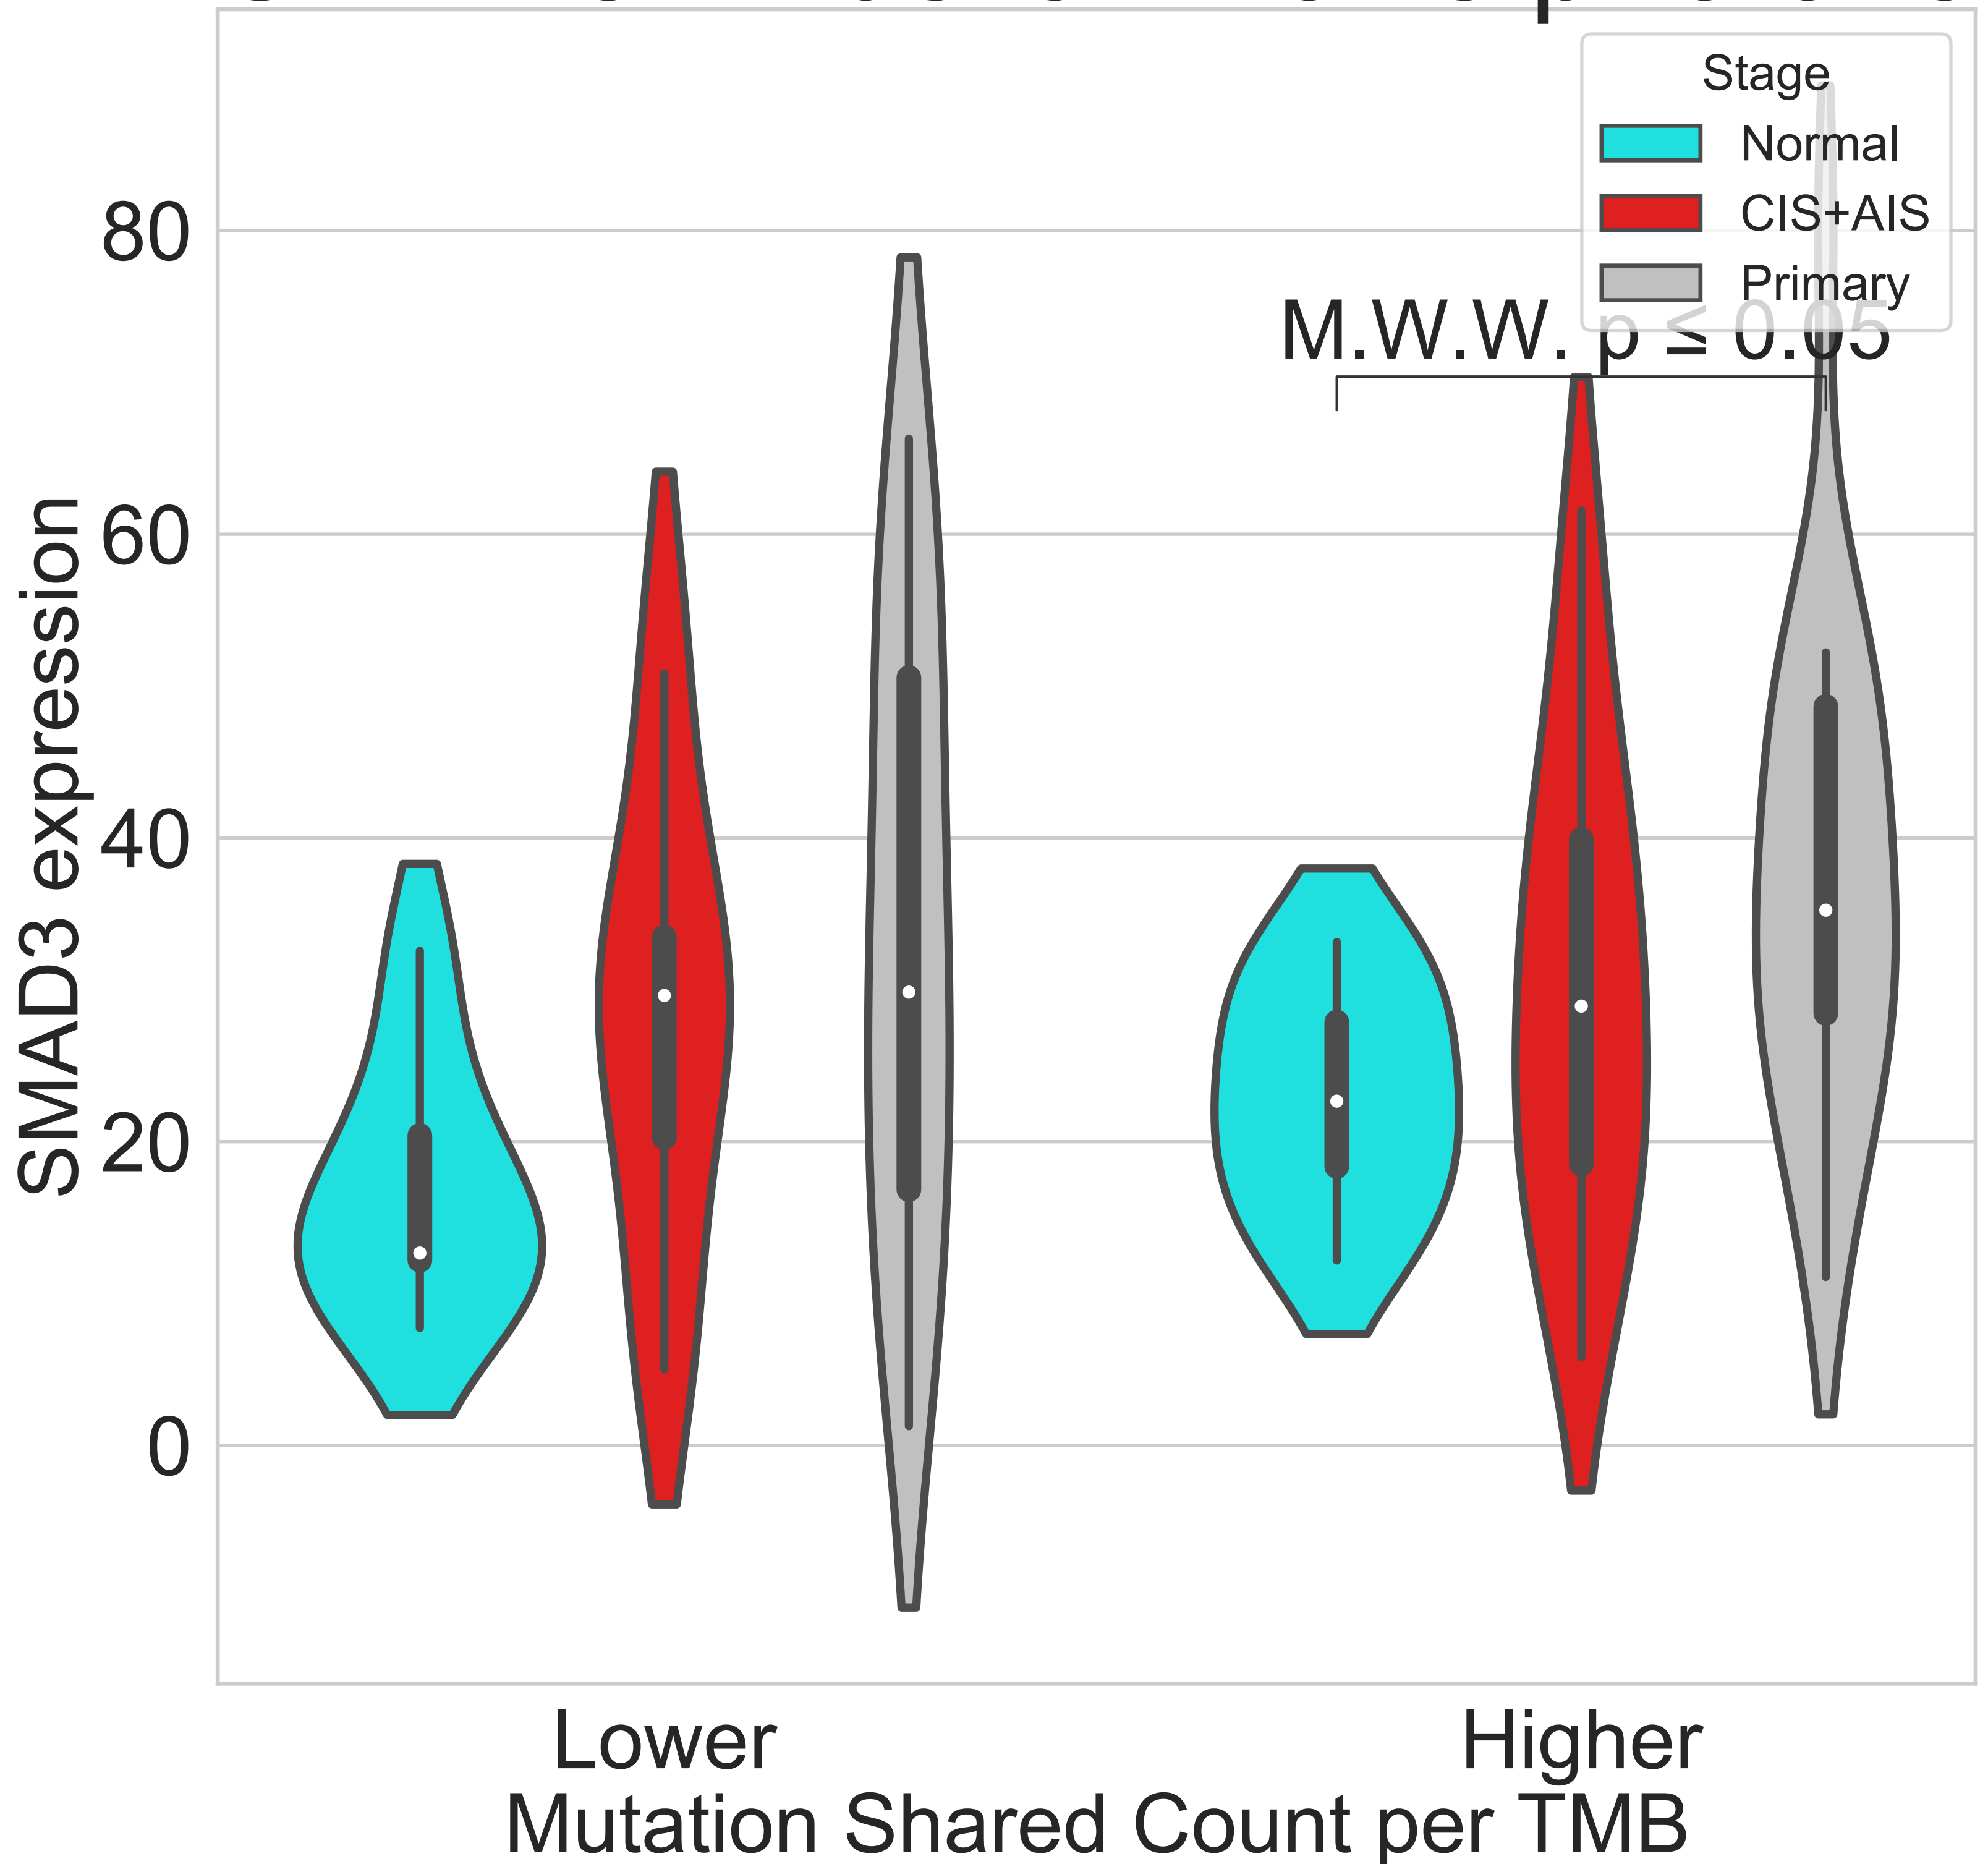 Stage
Normal
CIS+AIS
Primary
M.W.W. p ≤ 0.05
80
60
40
20
0
SMAD3 expression
Lower
Higher
Mutation Shared Count per TMB